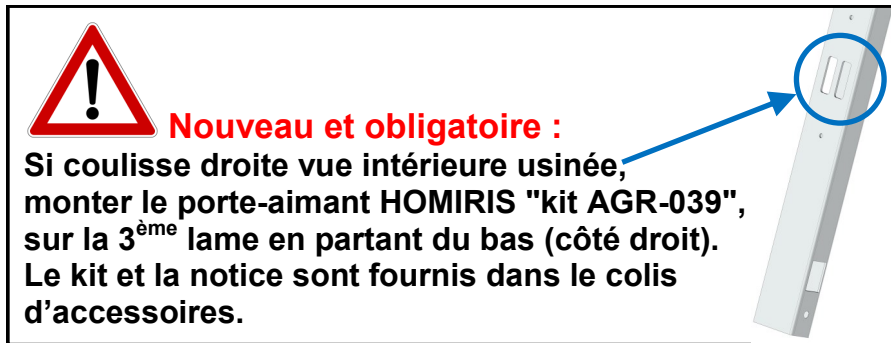 Nouveau et obligatoire :
Si coulisse droite vue intérieure usinée,
monter le porte-aimant HOMIRIS "kit AGR-039",
sur la 3ème lame en partant du bas (côté droit).
Le kit et la notice sont fournis dans le colis
d’accessoires.